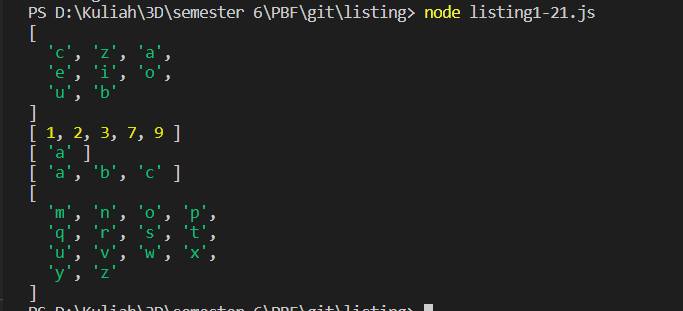 PS D:\Kuliah\3D\semester 6\PBF\git\listing> node listing1-21.js
[
  'c', 'z', 'a',
  'e', 'i', 'o',
  'u', 'b'
]
[ 1, 2, 3, 7, 9 ]
[ 'a' ]
[ 'a', 'b', 'c' ]
[
  'm', 'n', 'o', 'p',
  'q', 'r', 's', 't',
  'u', 'v', 'w', 'x',
  'y', 'z'
]
PS D:\Kuliah\3D\semester 6\PBF\git\listing>